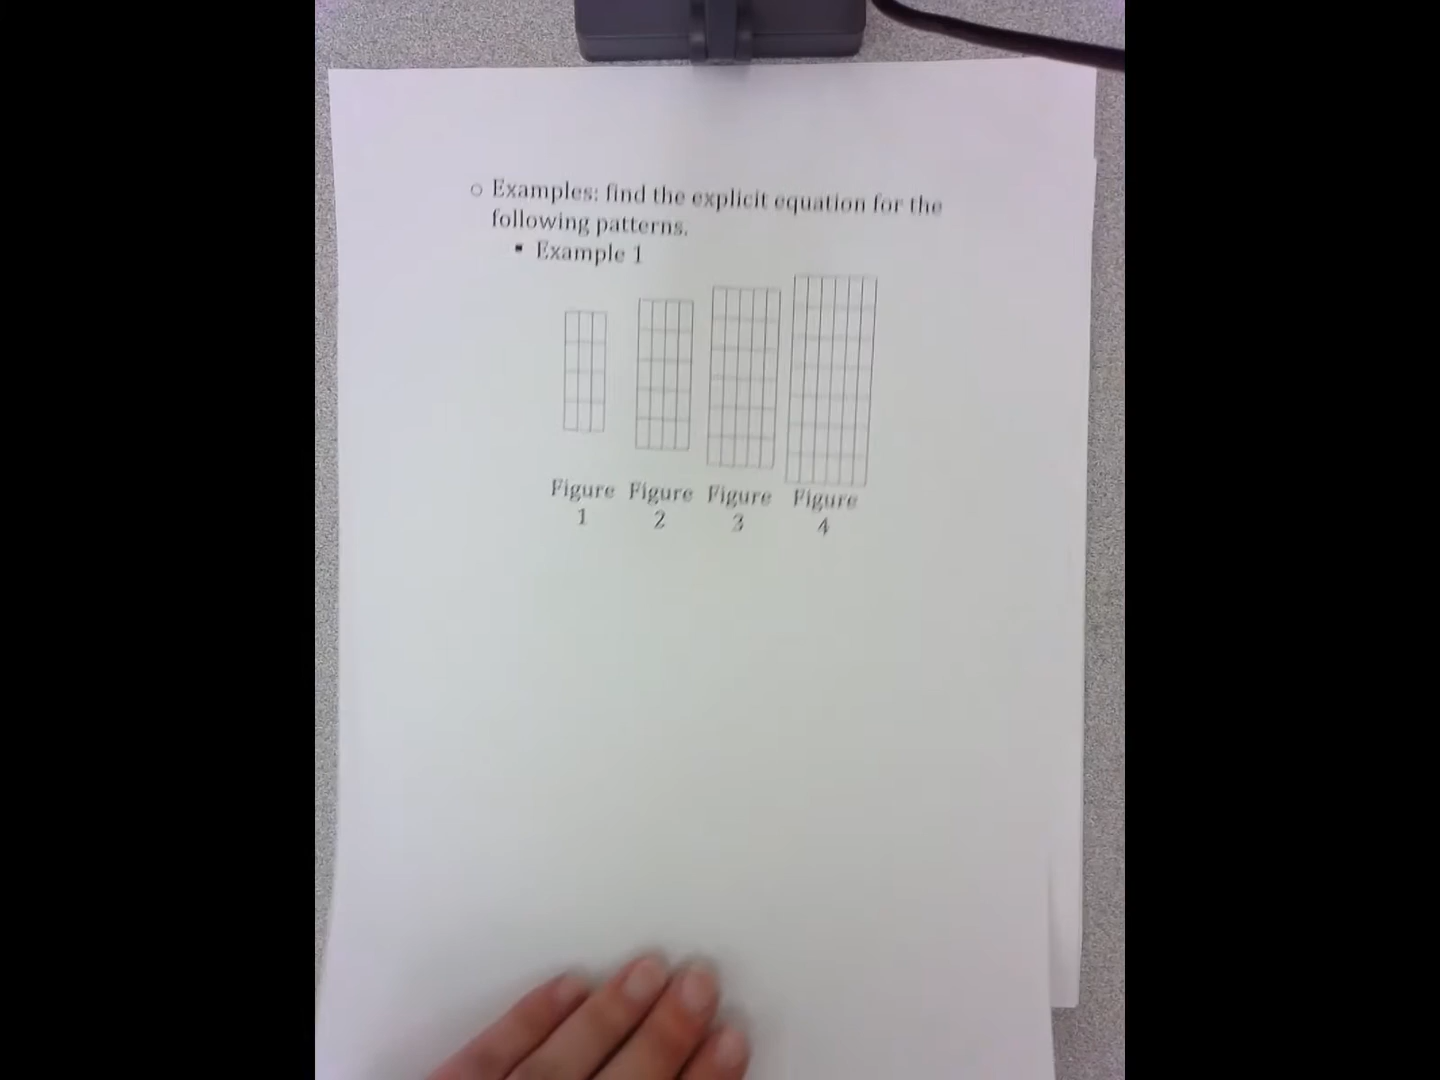 ○ Examples: find the explicit equation for the
following patterns.
▪ Example 1
Figure Figure Figure Figure
1 2 3 4